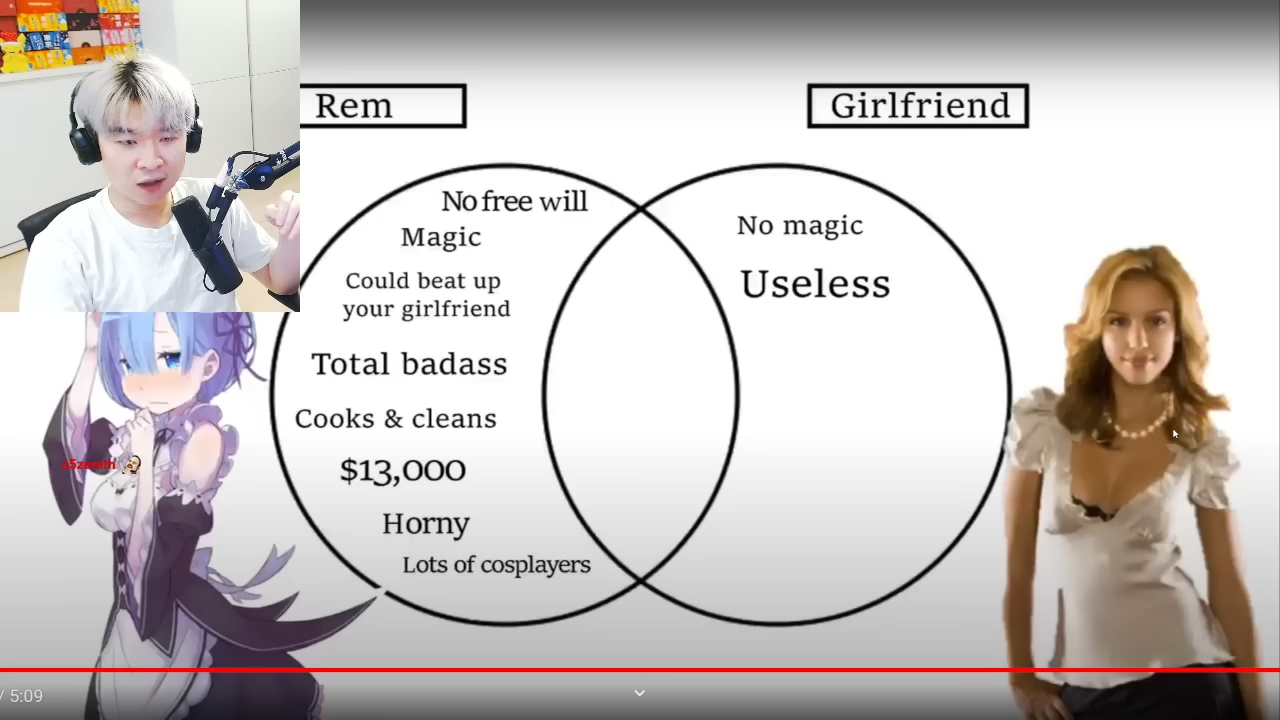 Rem
Girlfriend
No free will
Magic
Could beat up
your girlfriend
Total badass
Cooks & cleans
$13,000
Horny
Lots of cosplayers
No magic
Useless
/ 5:09